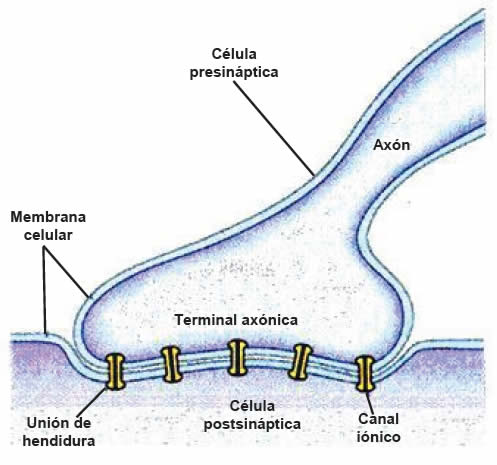 Célula
presináptica
Axón
Membrana
celular
Terminal axónica
Unión de
hendidura
Célula
postsináptica
Canal
iónico